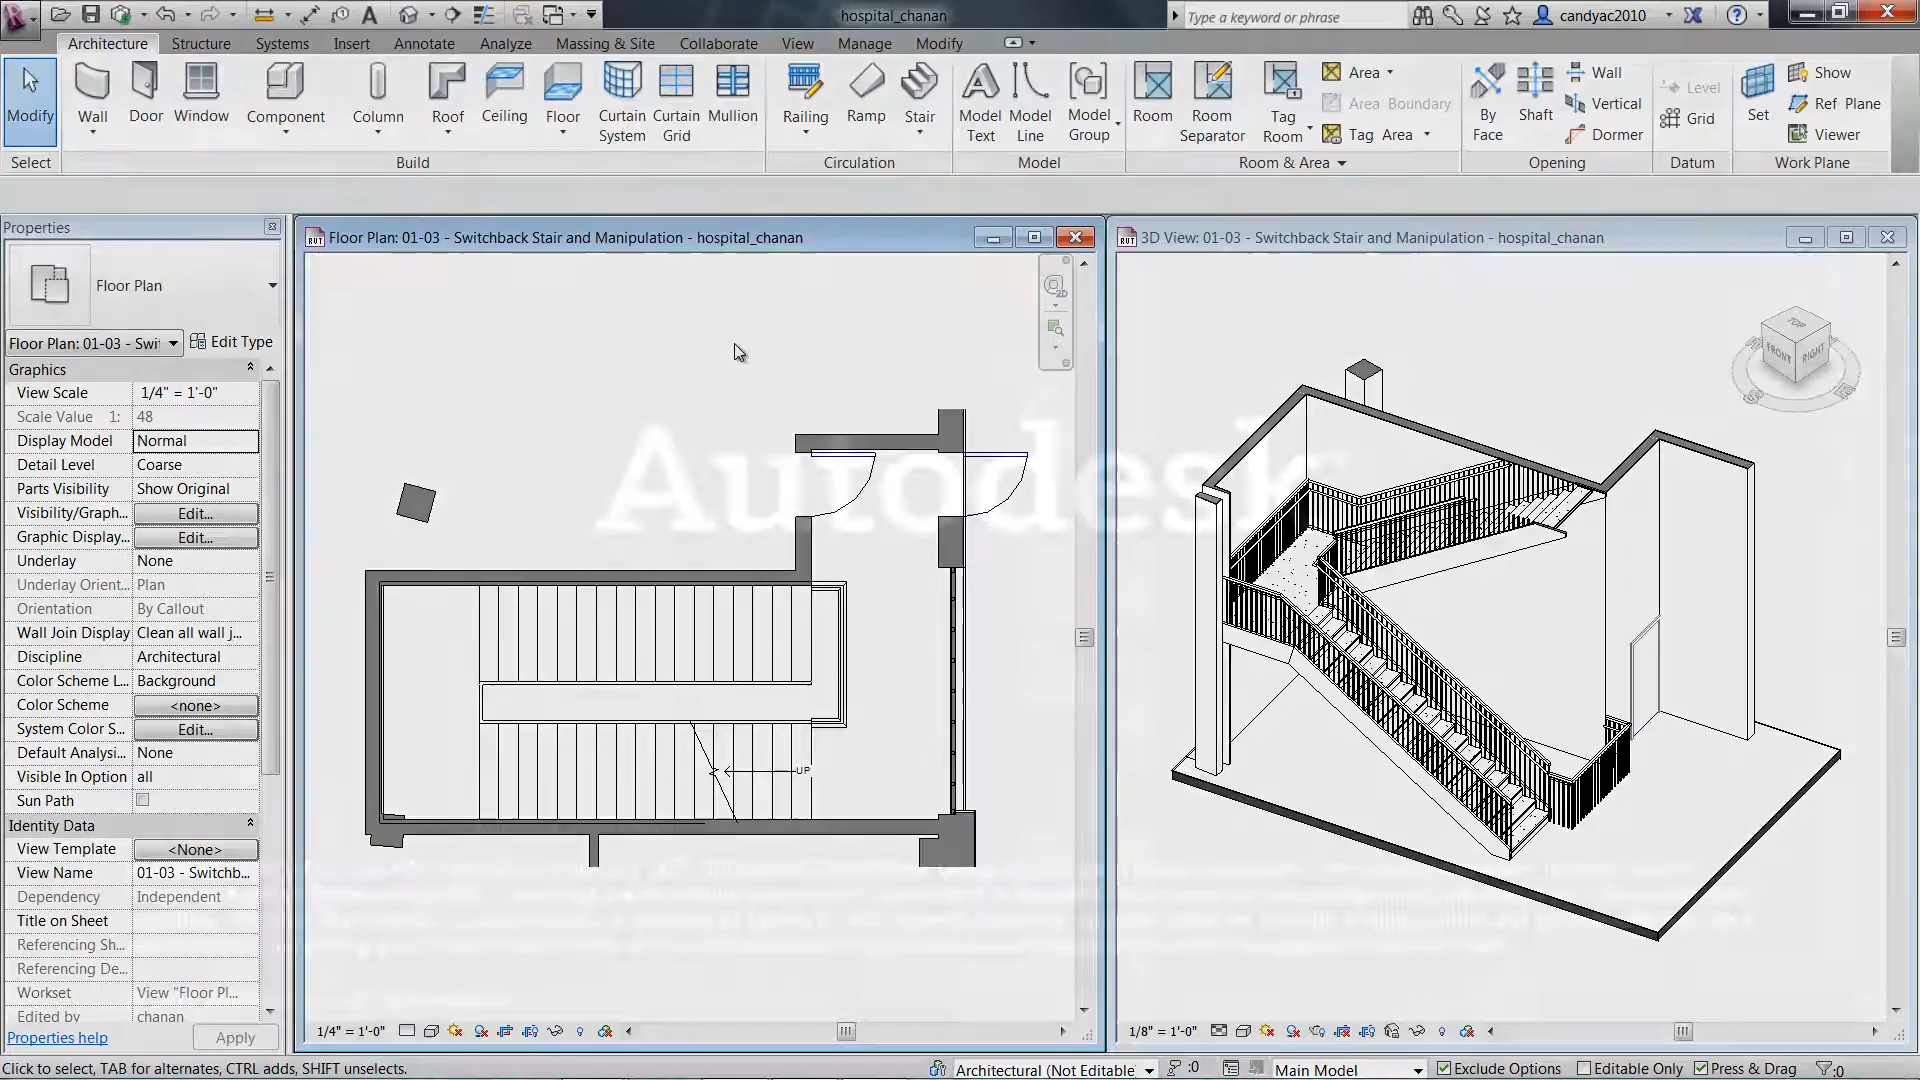 hospital_chanan
Type a keyword or phrase
candyac2010
Architecture Structure Systems Insert Annotate Analyze Massing & Site Collaborate View Manage Modify
Modify Wall Door Window Component Column Roof Ceiling Floor Curtain System Curtain Grid Mullion Railing Ramp Stair Model Text Model Line Model Group Room Room Separator Tag Room
Area
Area Boundary
Tag Area
By Face Shaft
Wall
Vertical
Dormer
Level
Grid
Set
Show
Ref Plane
Viewer
Select Build Circulation Model Room & Area Opening Datum Work Plane
Properties
Floor Plan
Floor Plan: 01-03 - Swit Edit Type
Graphics
View Scale 1/4" = 1'-0"
Scale Value 1: 48
Display Model Normal
Detail Level Coarse
Parts Visibility Show Original
Visibility/Graph... Edit...
Graphic Display... Edit...
Underlay None
Underlay Orient... Plan
Orientation By Callout
Wall Join Display Clean all wall j...
Discipline Architectural
Color Scheme L... Background
Color Scheme <none>
System Color S... Edit...
Default Analysi... None
Visible In Option all
Sun Path
Identity Data
View Template <None>
View Name 01-03 - Switchb...
Dependency Independent
Title on Sheet
Referencing Sh...
Referencing De...
Workset View "Floor Pl...
Edited by chanan
Properties help Apply
Floor Plan: 01-03 - Switchback Stair and Manipulation - hospital_chanan
2D
UP
1/4" = 1'-0"
3D View: 01-03 - Switchback Stair and Manipulation - hospital_chanan
TOP
FRONT RIGHT
S E
1/8" = 1'-0"
Autodesk
Click to select, TAB for alternates, CTRL adds, SHIFT unselects.
:0
Architectural (Not Editable) Main Model Exclude Options Editable Only Press & Drag :0